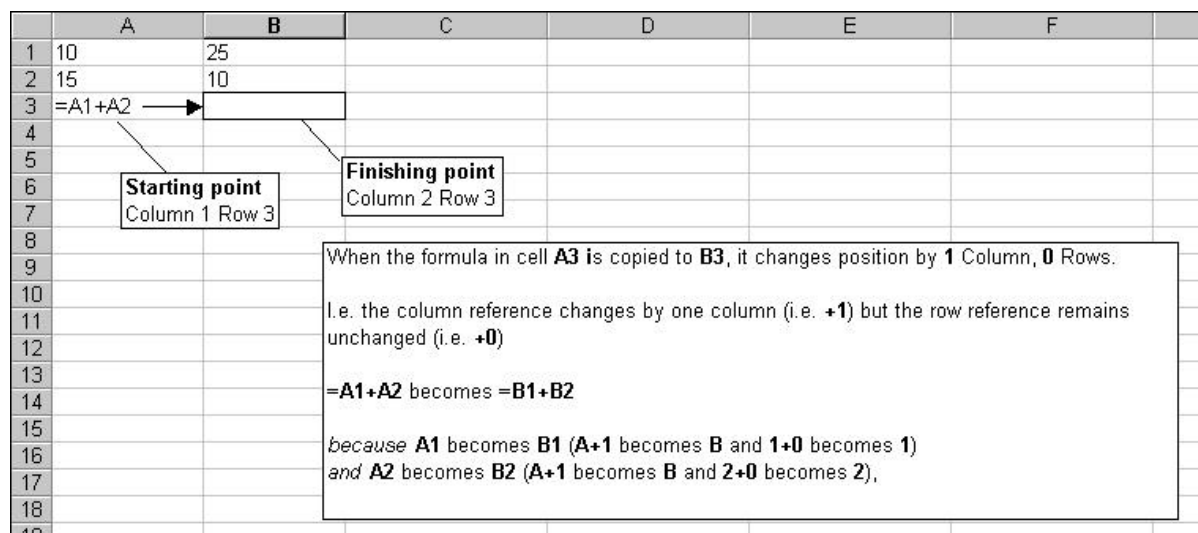 A B C D E F
1 10 25
2 15 10
3 =A1+A2
4
5
6
7
8
9
10
11
12
13
14
15
16
17
18
Starting point
Column 1 Row 3
Finishing point
Column 2 Row 3
When the formula in cell A3 is copied to B3, it changes position by 1 Column, 0 Rows.
I.e. the column reference changes by one column (i.e. +1) but the row reference remains
unchanged (i.e. +0)
=A1+A2 becomes =B1+B2
because A1 becomes B1 (A+1 becomes B and 1+0 becomes 1)
and A2 becomes B2 (A+1 becomes B and 2+0 becomes 2),